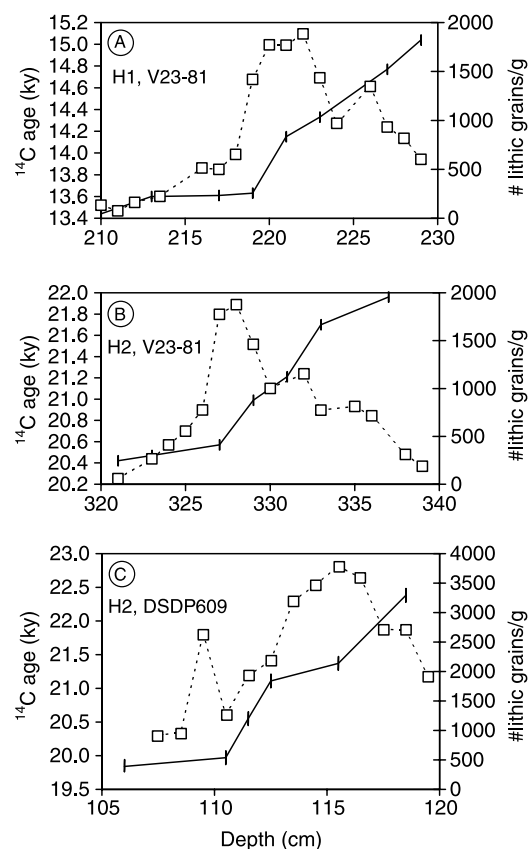 15.2
15.0
14.8
14.6
14.4
14.2
14.0
13.8
13.6
13.4
14C age (ky)
A
H1, V23-81
2000
1500
1000
500
0
# lithic grains/g
210 215 220 225 230
22.0
21.8
21.6
21.4
21.2
21.0
20.8
20.6
20.4
20.2
14C age (ky)
B
H2, V23-81
2000
1500
1000
500
0
#lithic grains/g
320 325 330 335 340
23.0
22.5
22.0
21.5
21.0
20.5
20.0
19.5
14C age (ky)
C
H2, DSDP609
4000
3500
3000
2500
2000
1500
1000
500
0
#lithic grains/g
105 110 115 120
Depth (cm)